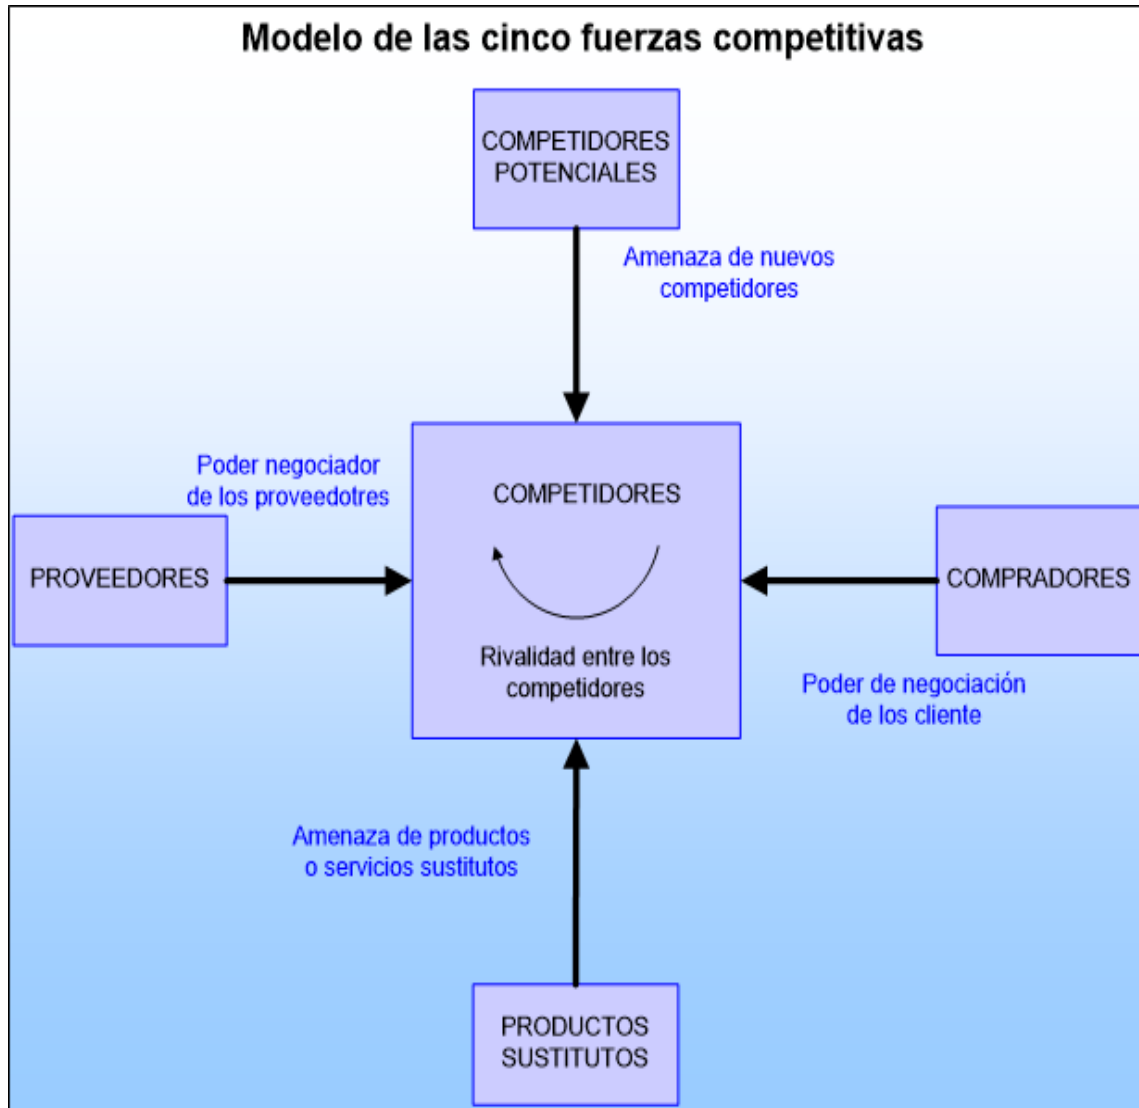 Modelo de las cinco fuerzas competitivas
COMPETIDORES
POTENCIALES
Amenaza de nuevos
competidores
Poder negociador
de los proveedotres
PROVEEDORES
COMPETIDORES
Rivalidad entre los
competidores
COMPRADORES
Poder de negociación
de los cliente
Amenaza de productos
o servicios sustitutos
PRODUCTOS
SUSTITUTOS